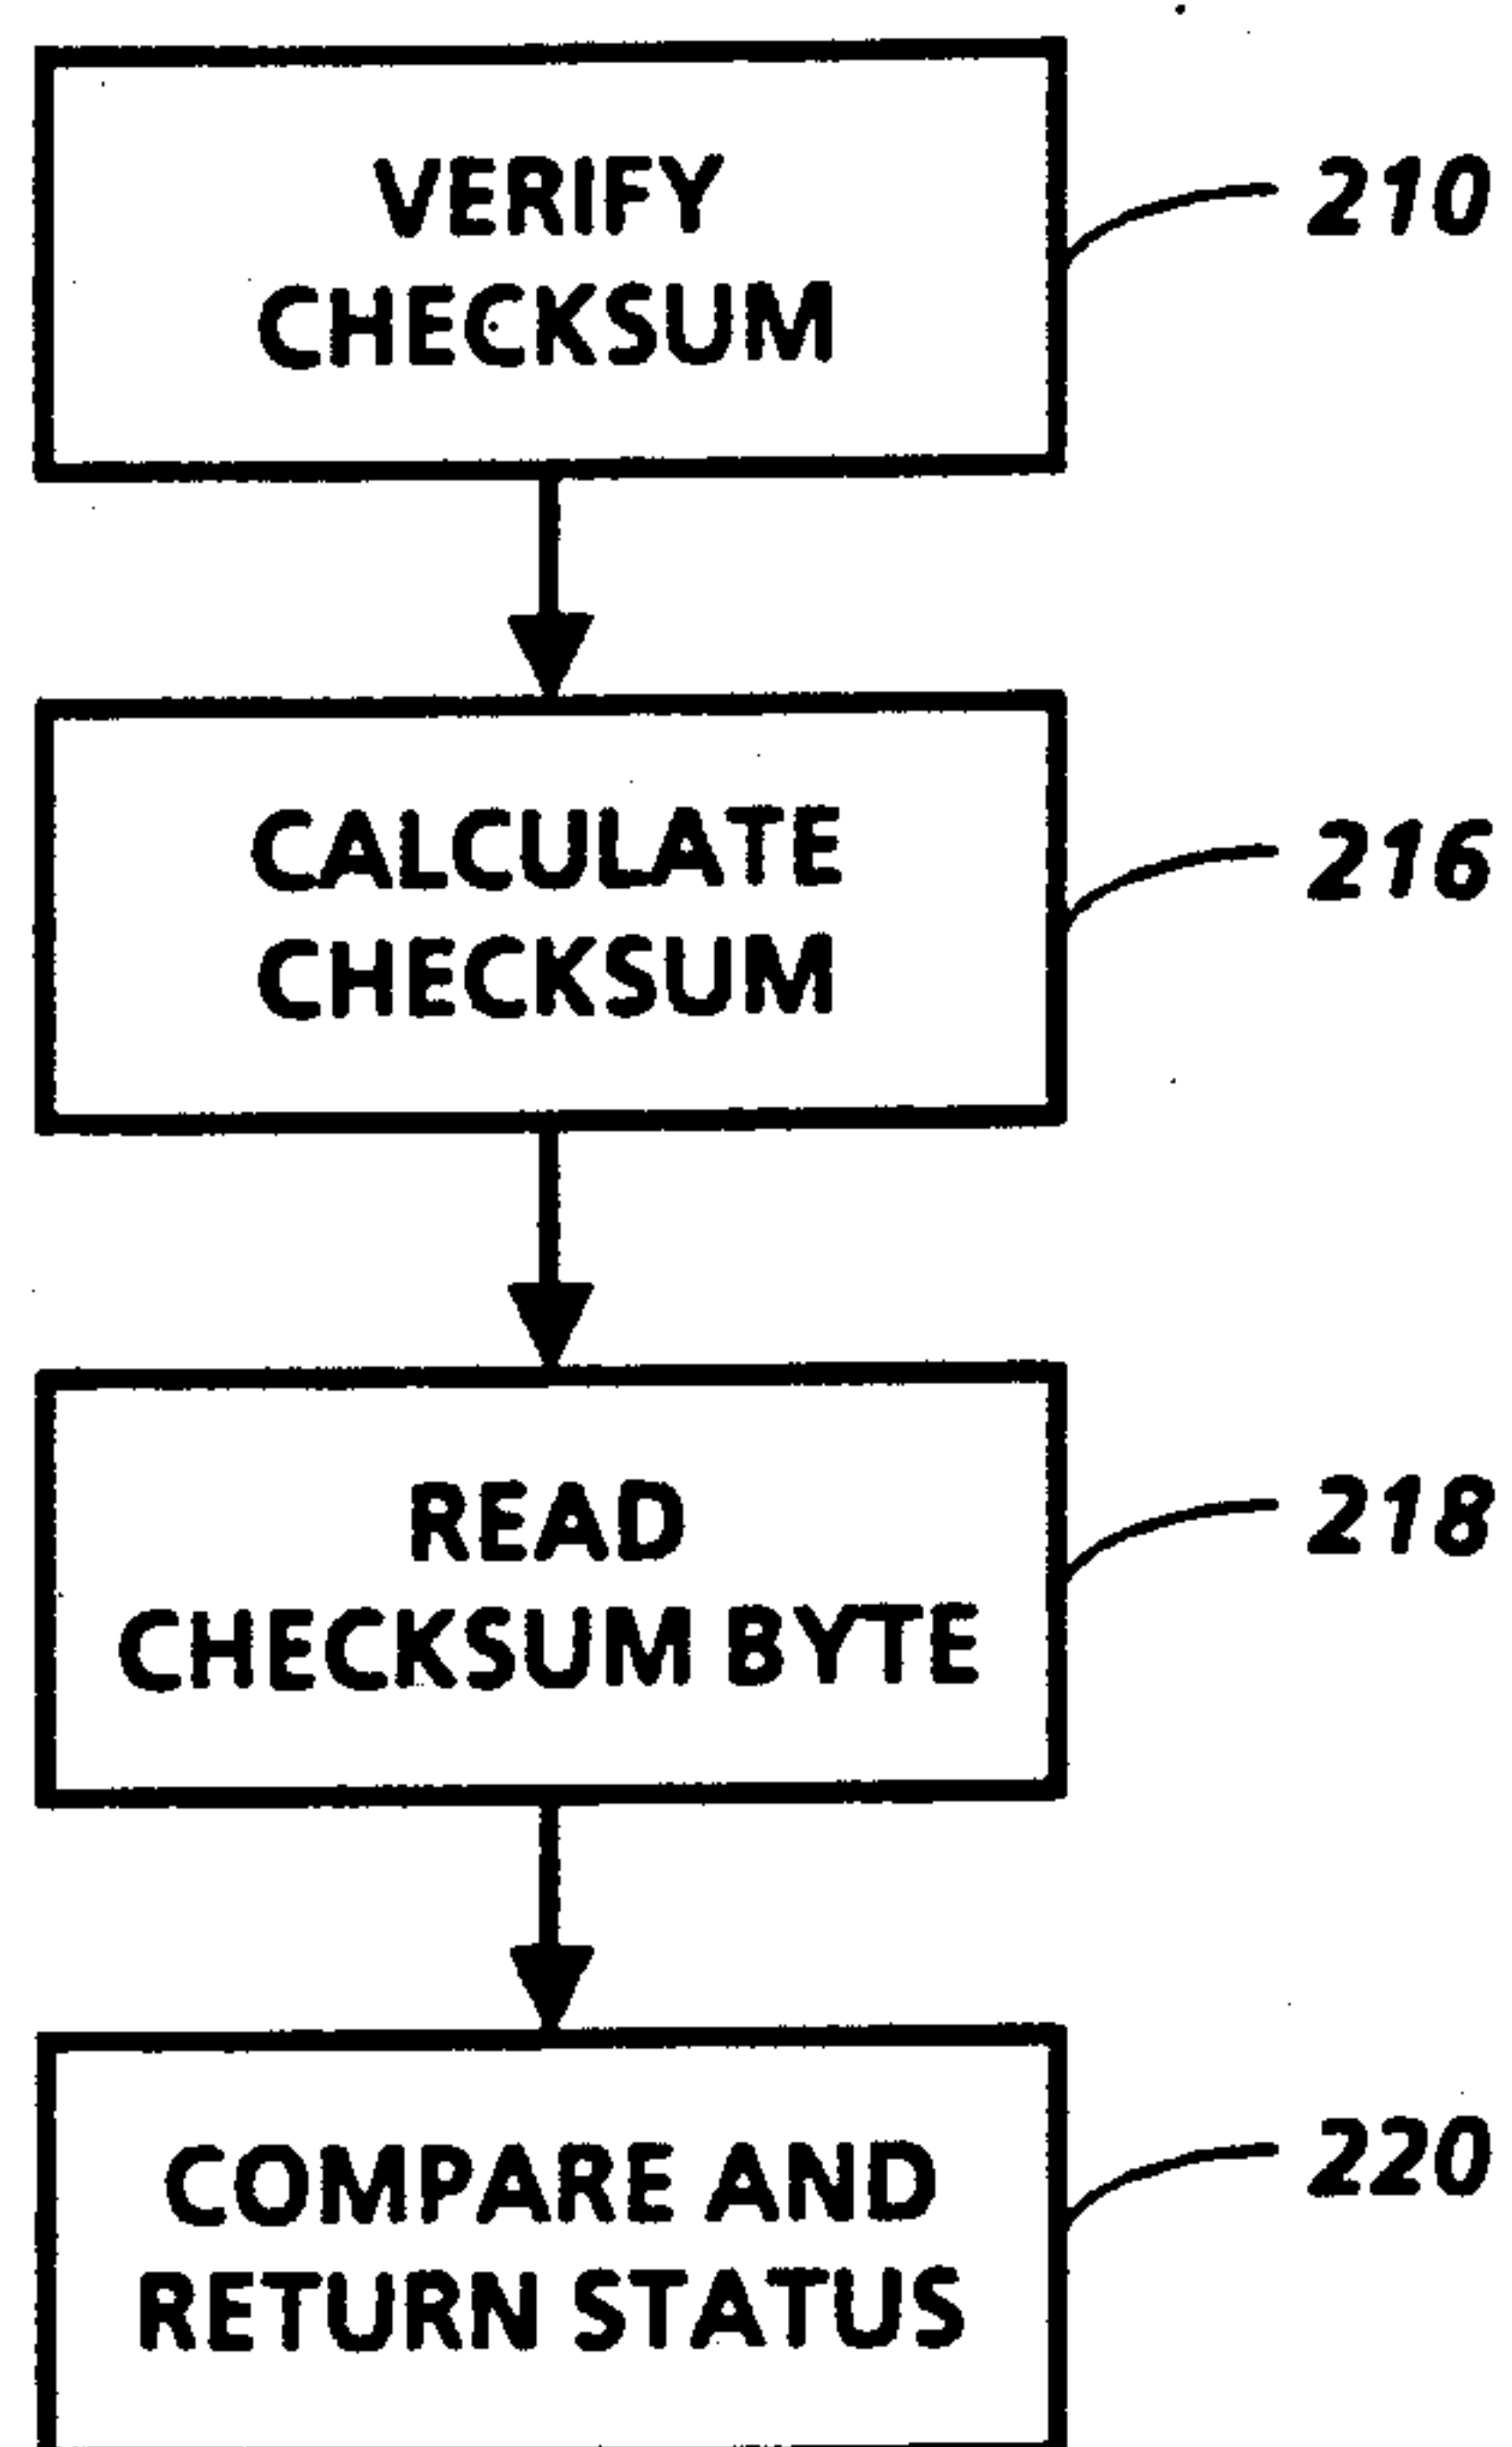 VERIFY
CHECKSUM
210
CALCULATE
CHECKSUM
216
READ
CHECKSUM BYTE
218
COMPARE AND
RETURN STATUS
220